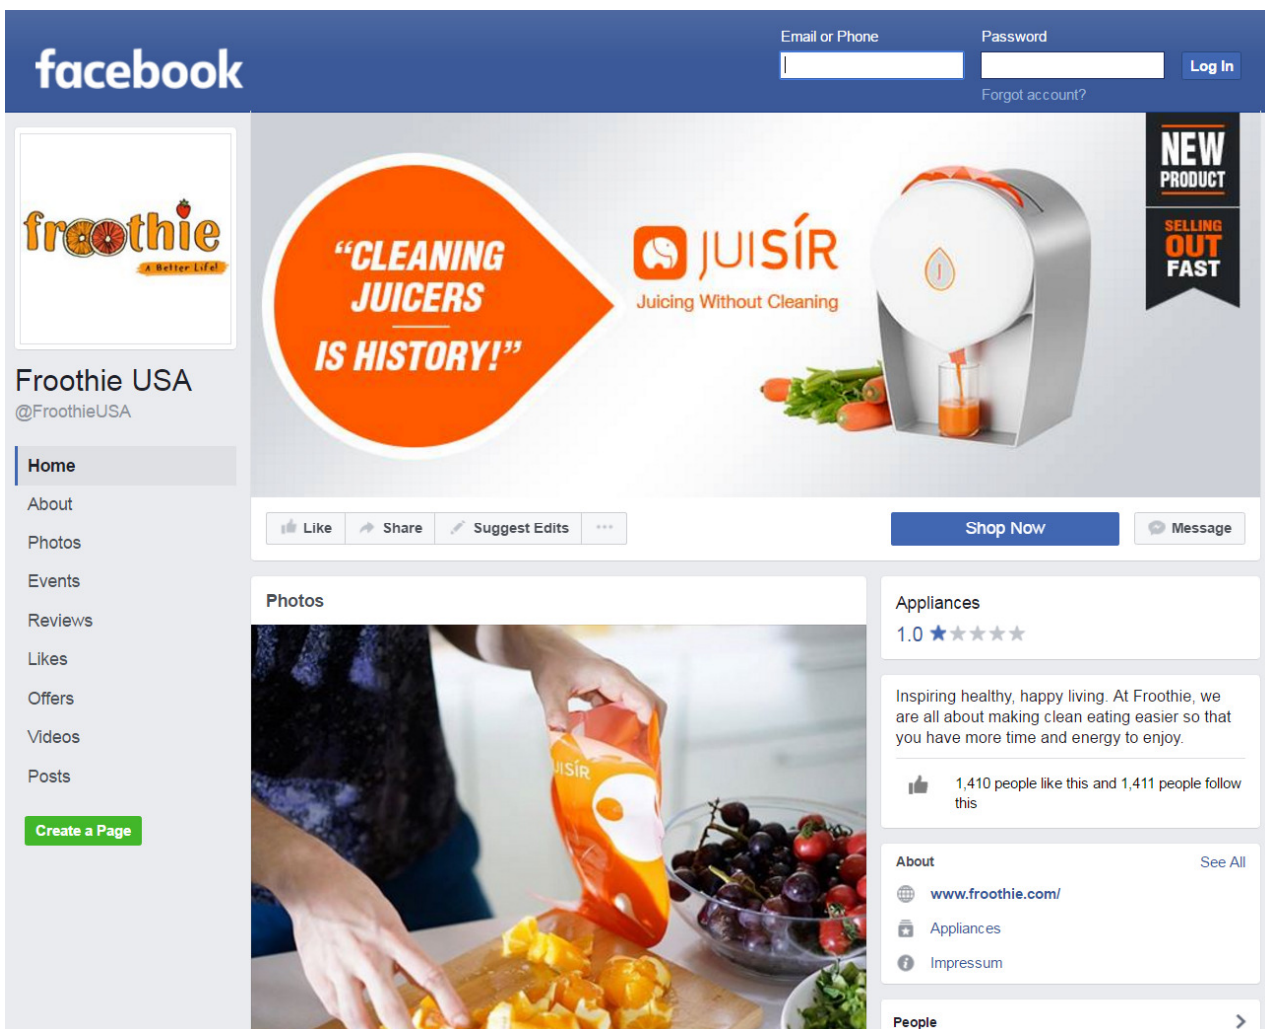 facebook
Email or Phone
Password
Log In
Forgot account?
froothie
A Better Life!
Froothie USA
@FroothieUSA
Home
About
Photos
Events
Reviews
Likes
Offers
Videos
Posts
Create a Page
“CLEANING
JUICERS
IS HISTORY!”
JUISÍR
Juicing Without Cleaning
J
NEW
PRODUCT
SELLING
OUT
FAST
Like
Share
Suggest Edits
Shop Now
Message
Photos
JUISÍR
Appliances
1.0
Inspiring healthy, happy living. At Froothie, we
are all about making clean eating easier so that
you have more time and energy to enjoy.
1,410 people like this and 1,411 people follow
this
About
See All
www.froothie.com/
Appliances
Impressum
People